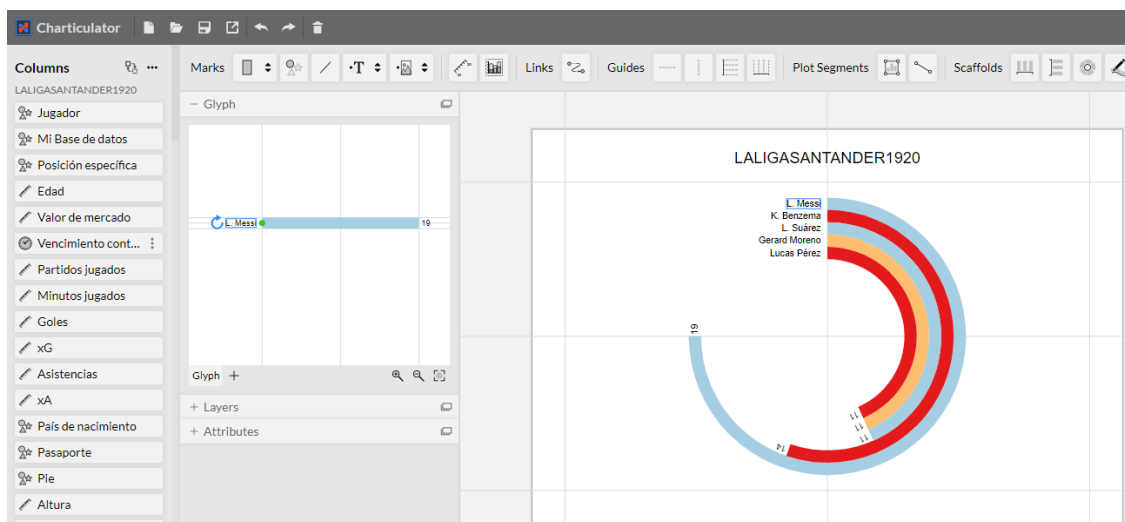 Charticulator
Columns
LALIGASANTANDER1920
Jugador
Mi Base de datos
Posición específica
Edad
Valor de mercado
Vencimiento cont...
Partidos jugados
Minutos jugados
Goles
xG
Asistencias
xA
País de nacimiento
Pasaporte
Pie
Altura
Marks
T
Links
Guides
Plot Segments
Scaffolds
Glyph
L. Messi
19
Glyph
Layers
Attributes
LALIGASANTANDER1920
L. Messi
K. Benzema
L. Suárez
Gerard Moreno
Lucas Pérez
19
11
11
11
14